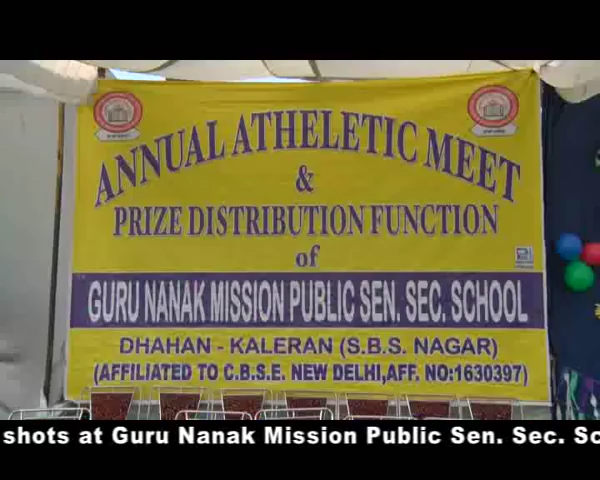 ANNUAL ATHELETIC MEET
&
PRIZE DISTRIBUTION FUNCTION
of
GURU NANAK MISSION PUBLIC SEN. SEC. SCHOOL
DHAHAN - KALERAN (S.B.S. NAGAR)
(AFFILIATED TO C.B.S.E. NEW DELHI,AFF. NO:1630397)
shots at Guru Nanak Mission Public Sen. Sec. Sc